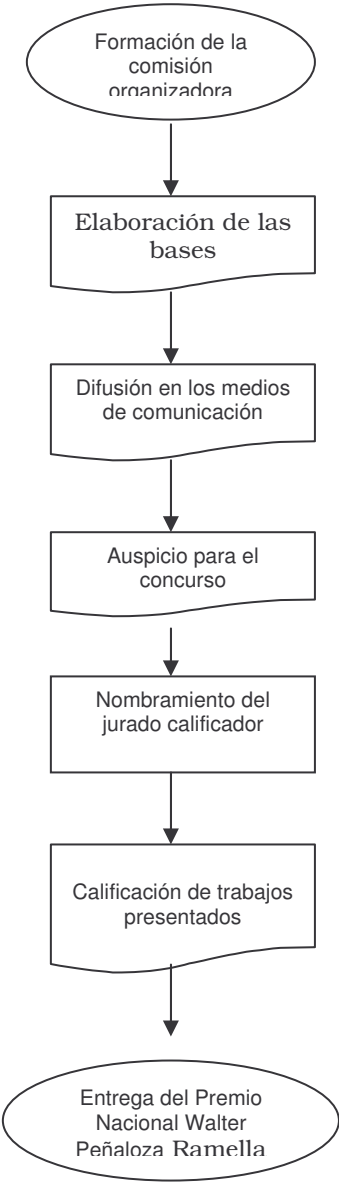 Formación de la
comisión
organizadora
Elaboración de las
bases
Difusión en los medios
de comunicación
Auspicio para el
concurso
Nombramiento del
jurado calificador
Calificación de trabajos
presentados
Entrega del Premio
Nacional Walter
Peñaloza Ramella